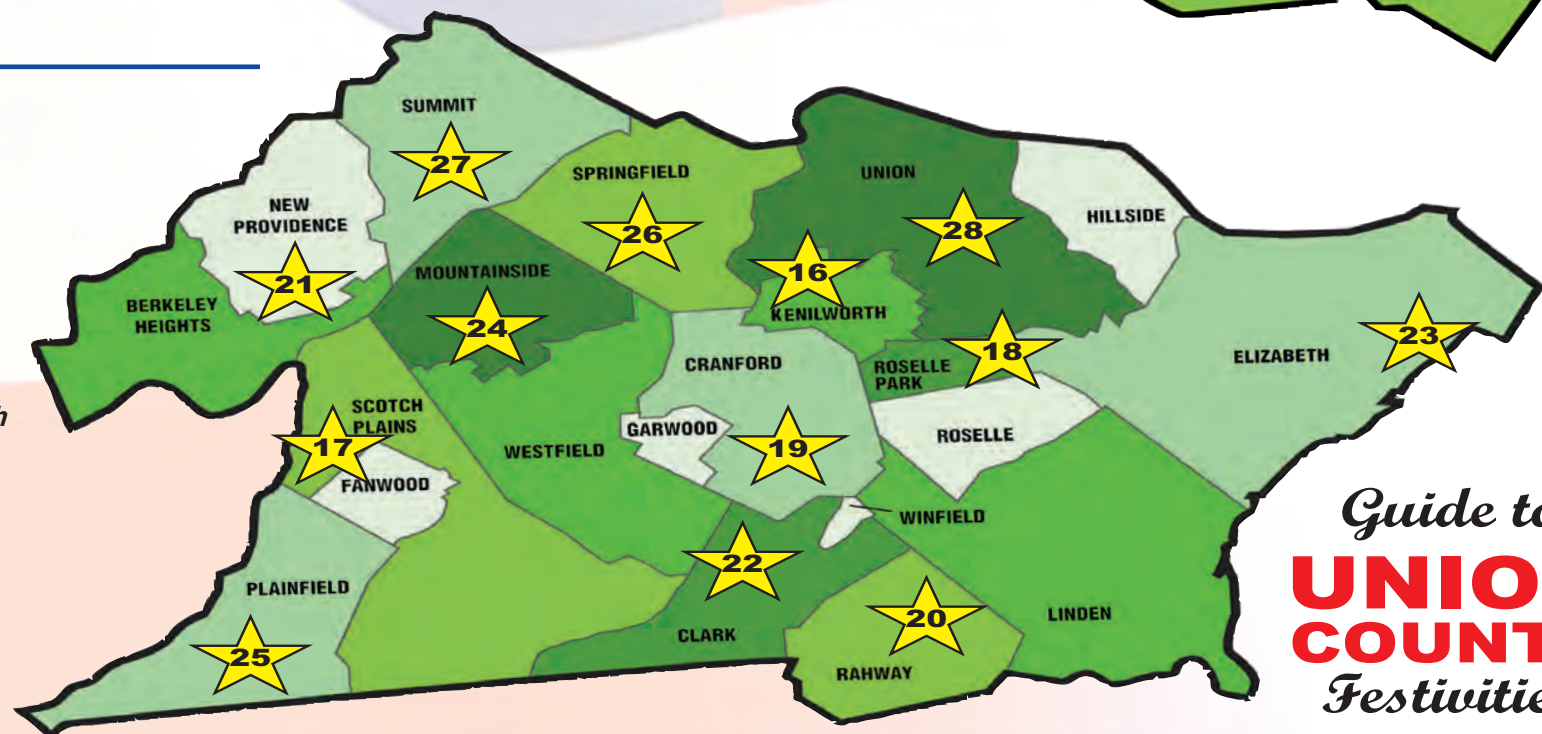 SUMMIT
27
SPRINGFIELD
26
UNION
28
HILLSIDE
NEW
PROVIDENCE
21
MOUNTAINSIDE
24
16
KENILWORTH
BERKELEY
HEIGHTS
CRANFORD
ROSELLE
PARK
18
ELIZABETH
23
SCOTCH
PLAINS
17
FANWOOD
WESTFIELD
GARWOOD
19
ROSELLE
WINFIELD
22
CLARK
PLAINFIELD
25
20
RAHWAY
LINDEN
h
Guide to
UNIO
COUNT
Festivitie